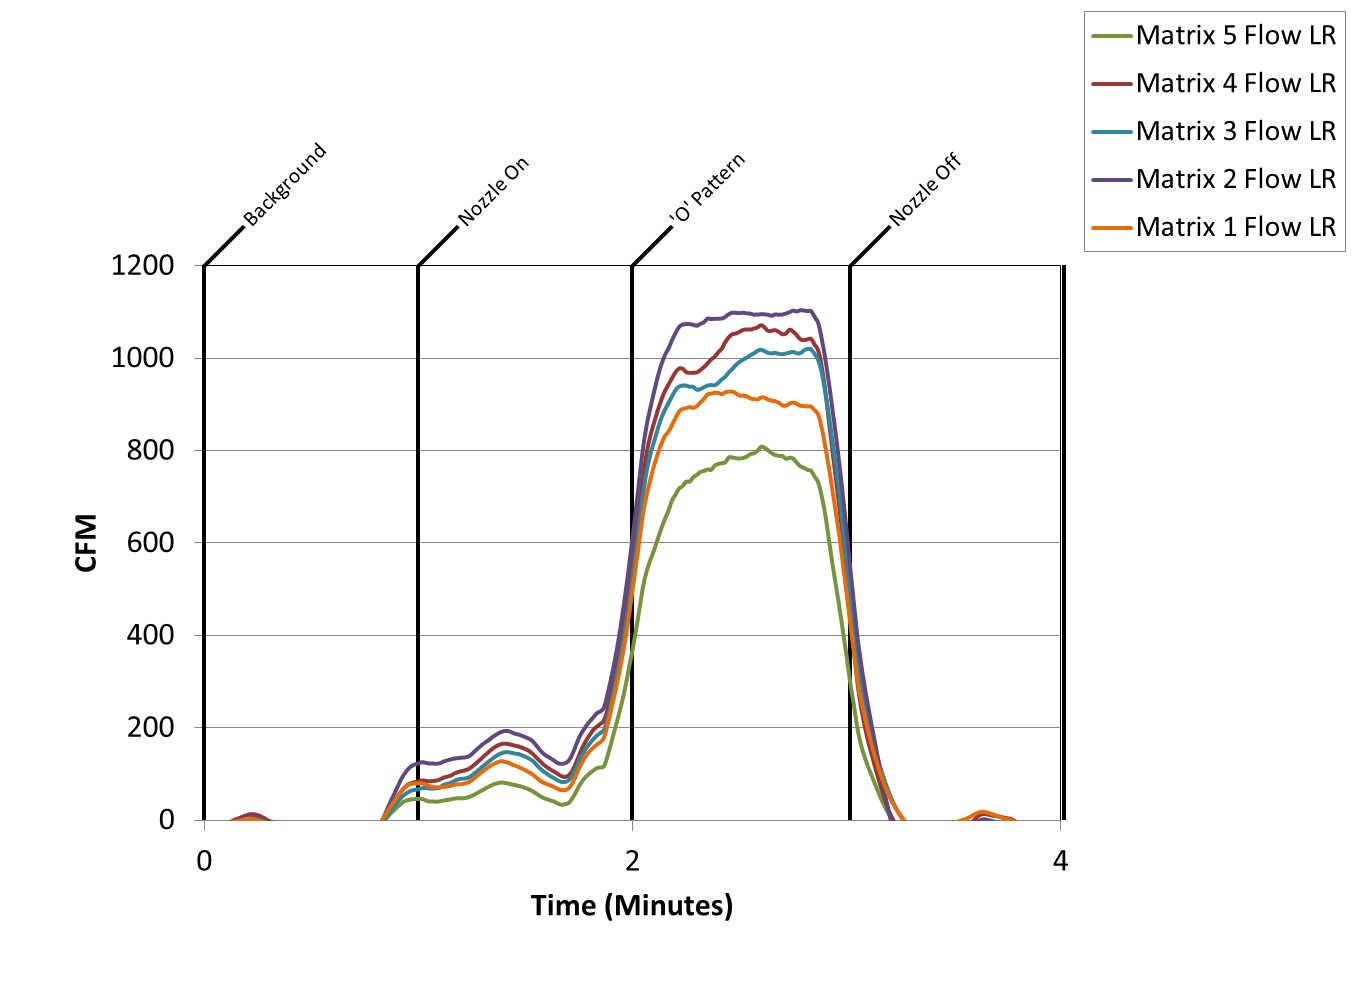 Matrix 5 Flow LR
Matrix 4 Flow LR
Matrix 3 Flow LR
Matrix 2 Flow LR
Matrix 1 Flow LR
Background
Nozzle On
'O' Pattern
Nozzle Off
1200
1000
800
600
400
200
0
CFM
0 2 4
Time (Minutes)